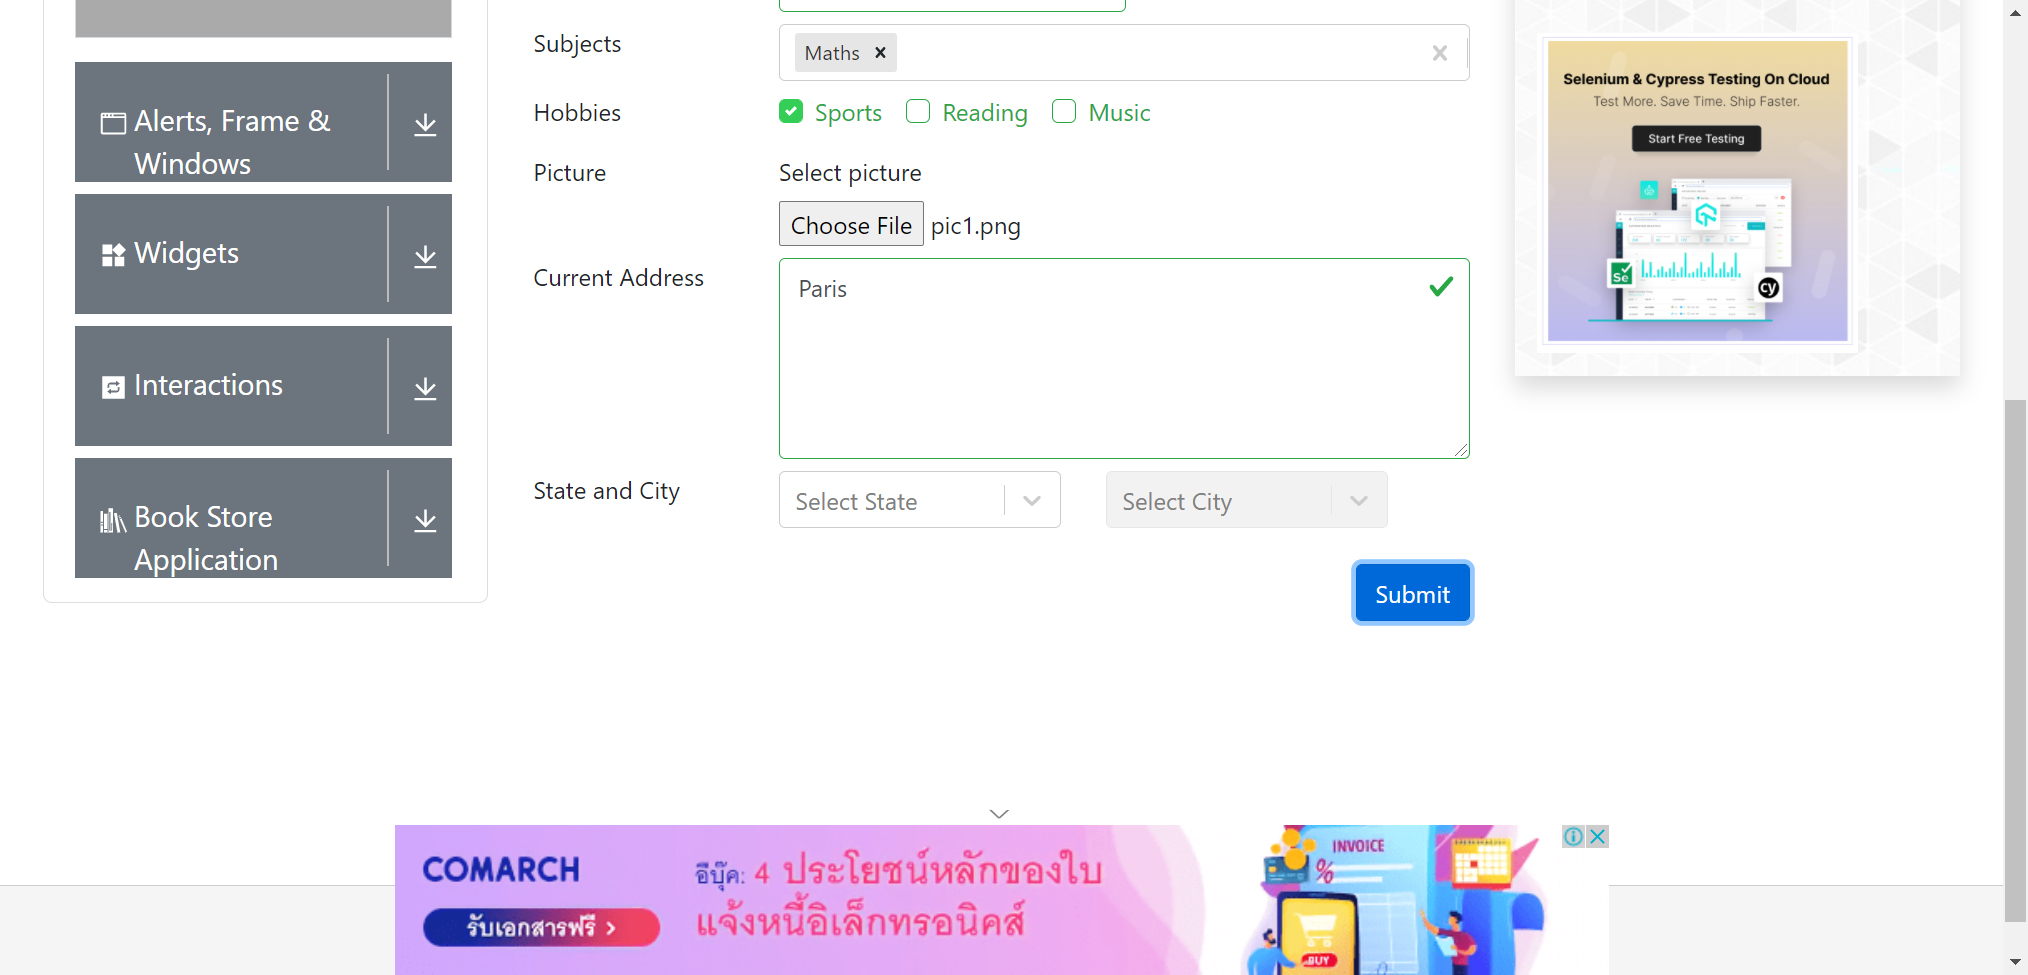 Alerts, Frame &
Windows
Widgets
Interactions
Book Store
Application
Subjects
Maths
Hobbies
Sports
Reading
Music
Picture
Select picture
Choose File pic1.png
Current Address
Paris
State and City
Select State
Select City
Submit
Selenium & Cypress Testing On Cloud
Test More. Save Time. Ship Faster.
Start Free Testing
Se
cy
COMARCH
รับเอกสารฟรี
อีบุ๊ค: 4 ประโยชน์หลักของใบ
แจ้งหนี้อิเล็กทรอนิคส์
INVOICE
%
BUY